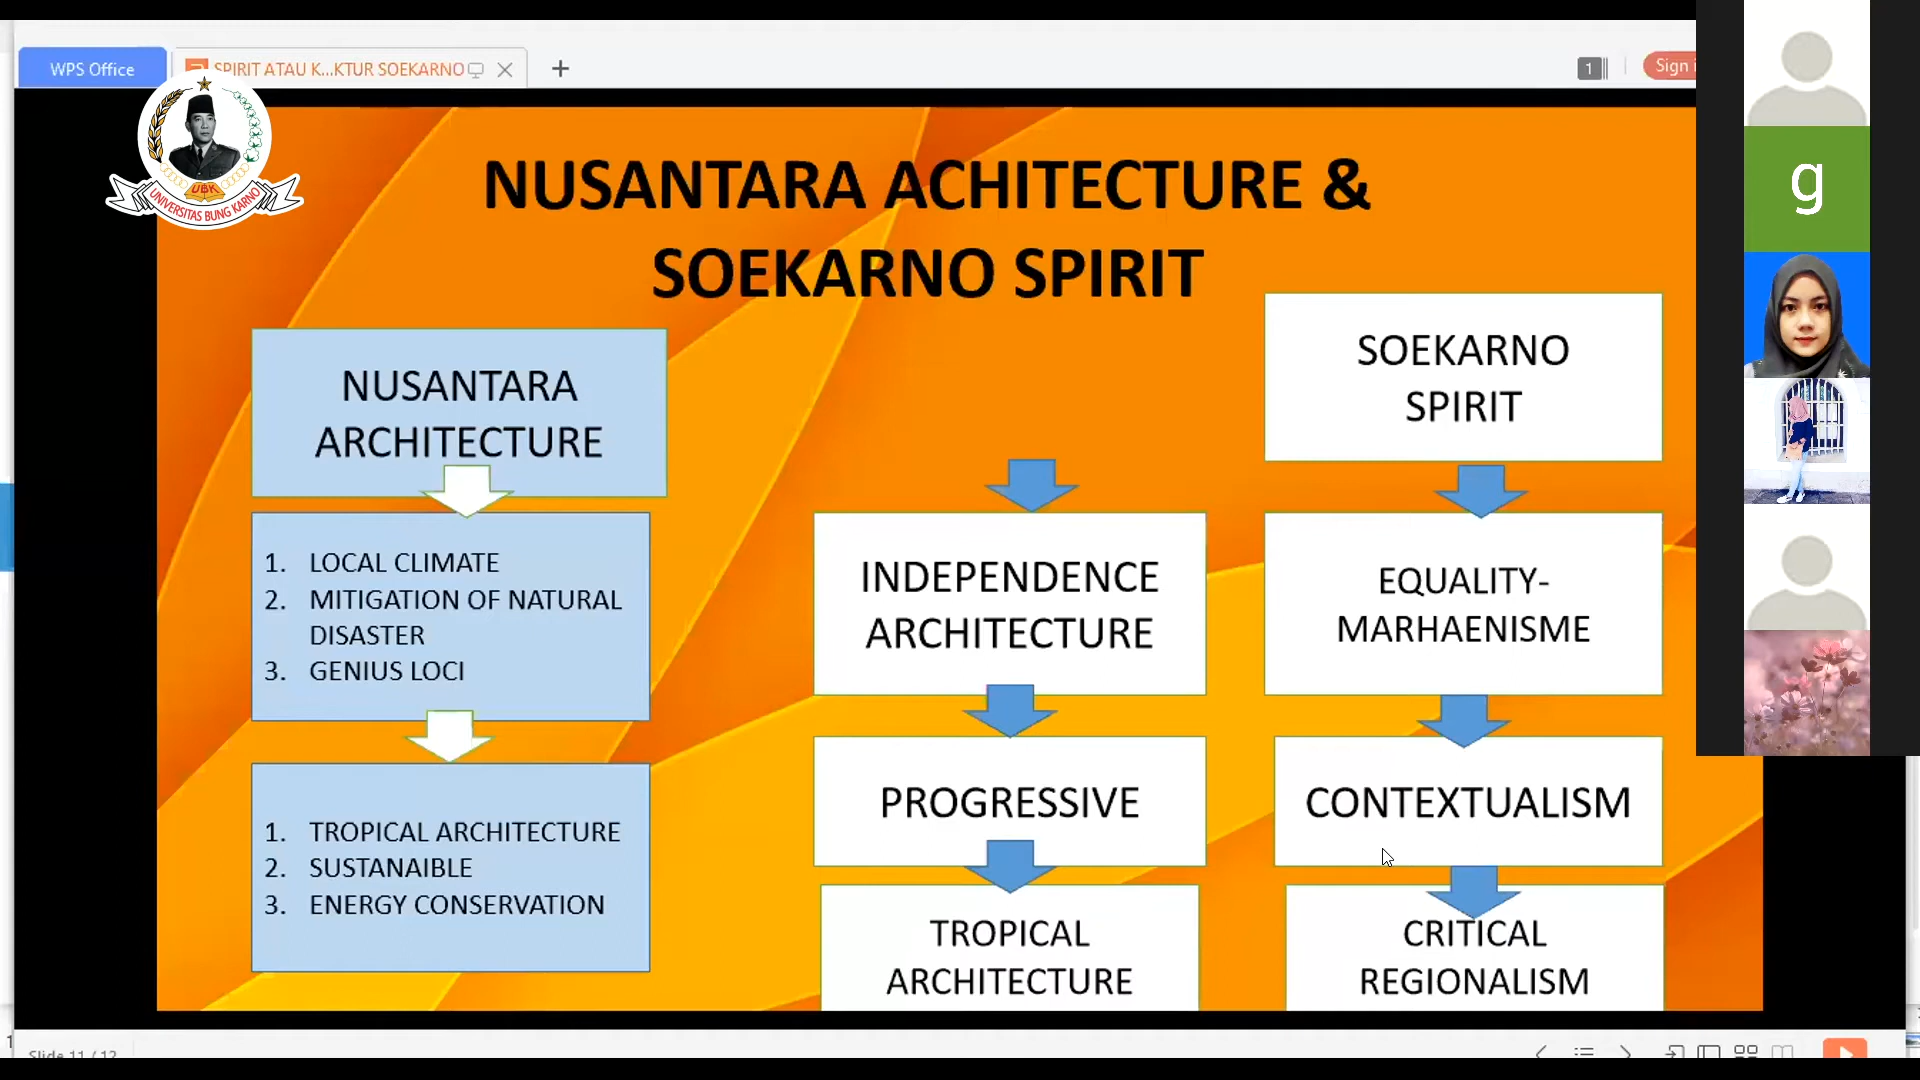 WPS Office
SPIRIT ATAU K...KTUR SOEKARNO
1
Sign i
UBK
UNIVERSITAS BUNG KARNO
NUSANTARA ACHITECTURE &
SOEKARNO SPIRIT
NUSANTARA
ARCHITECTURE
1. LOCAL CLIMATE
2. MITIGATION OF NATURAL
DISASTER
3. GENIUS LOCI
1. TROPICAL ARCHITECTURE
2. SUSTANAIBLE
3. ENERGY CONSERVATION
INDEPENDENCE
ARCHITECTURE
PROGRESSIVE
TROPICAL
ARCHITECTURE
SOEKARNO
SPIRIT
EQUALITY-
MARHAENISME
CONTEXTUALISM
CRITICAL
REGIONALISM
g
Slide 11 / 12